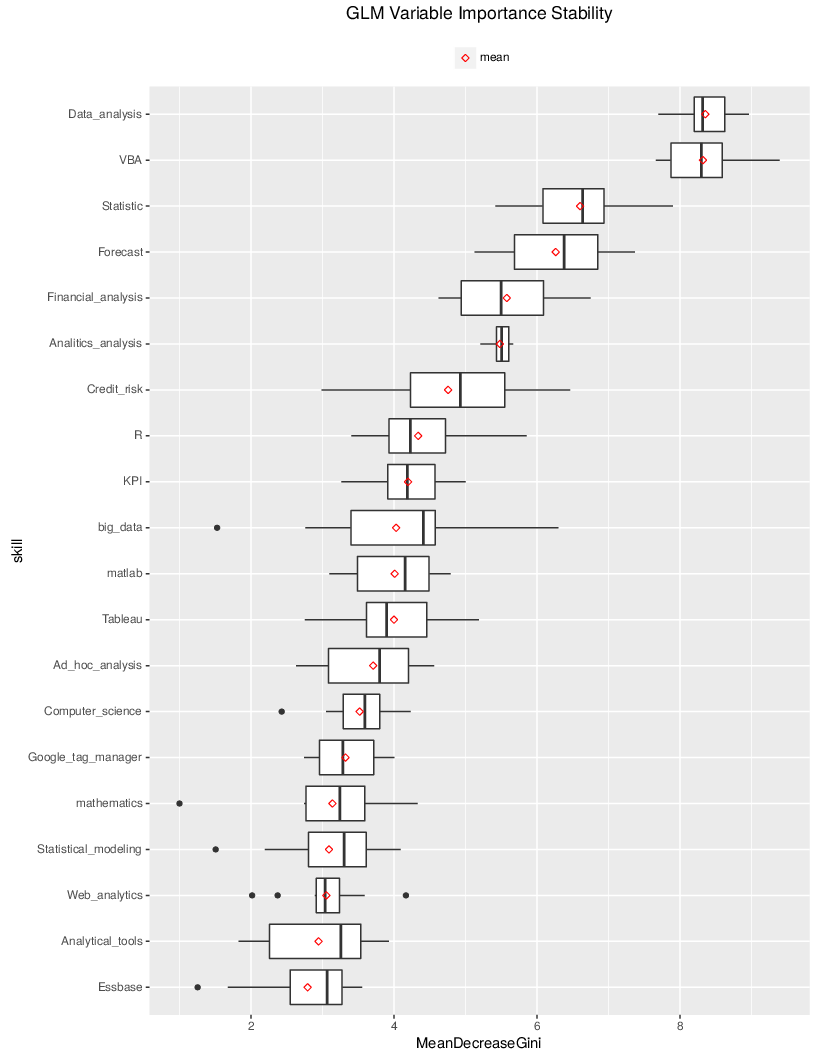 GLM Variable Importance Stability
mean
Data_analysis
VBA
Statistic
Forecast
Financial_analysis
Analitics_analysis
Credit_risk
R
KPI
big_data
matlab
Tableau
Ad_hoc_analysis
Computer_science
Google_tag_manager
mathematics
Statistical_modeling
Web_analytics
Analytical_tools
Essbase
skill
2 4 6 8
MeanDecreaseGini